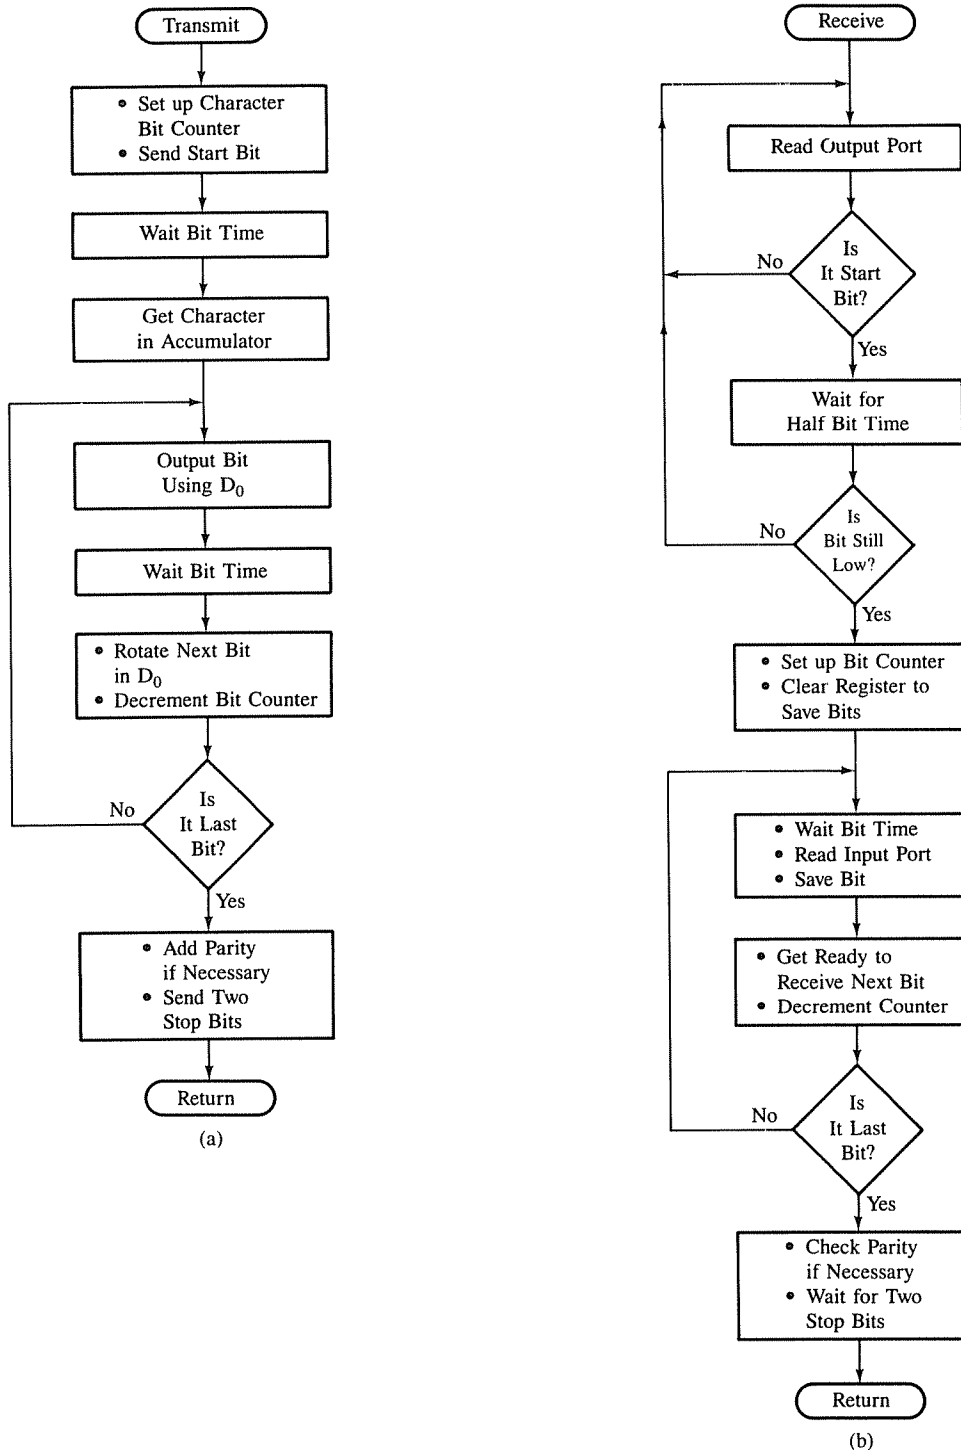 Transmit
• Set up Character
Bit Counter
• Send Start Bit
Wait Bit Time
Get Character
in Accumulator
Output Bit
Using D₀
Wait Bit Time
• Rotate Next Bit
in D₀
• Decrement Bit Counter
Is
It Last
Bit?
No
Yes
• Add Parity
if Necessary
• Send Two
Stop Bits
Return
(a)
Receive
Read Output Port
Is
It Start
Bit?
No
Yes
Wait for
Half Bit Time
Is
Bit Still
Low?
No
Yes
• Set up Bit Counter
• Clear Register to
Save Bits
• Wait Bit Time
• Read Input Port
• Save Bit
• Get Ready to
Receive Next Bit
• Decrement Counter
Is
It Last
Bit?
No
Yes
• Check Parity
if Necessary
• Wait for Two
Stop Bits
Return
(b)